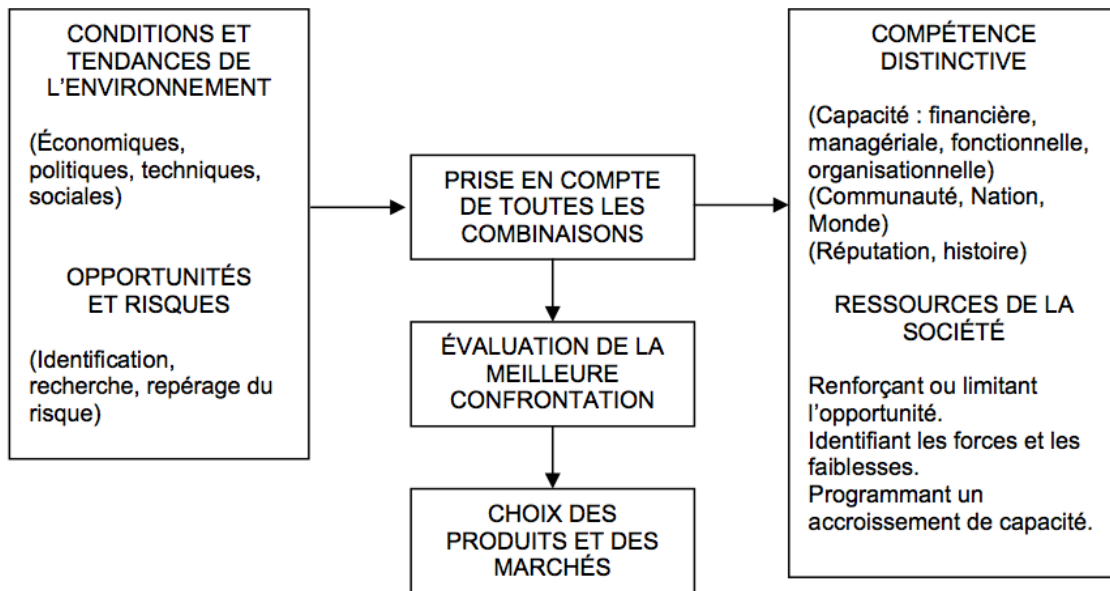 CONDITIONS ET
TENDANCES DE
L'ENVIRONNEMENT
(Économiques,
politiques, techniques,
sociales)
OPPORTUNITÉS
ET RISQUES
(Identification,
recherche, repérage du
risque)
PRISE EN COMPTE
DE TOUTES LES
COMBINAISONS
ÉVALUATION DE LA
MEILLEURE
CONFRONTATION
CHOIX DES
PRODUITS ET DES
MARCHÉS
COMPÉTENCE
DISTINCTIVE
(Capacité : financière,
managériale, fonctionnelle,
organisationnelle)
(Communauté, Nation,
Monde)
(Réputation, histoire)
RESSOURCES DE LA
SOCIÉTÉ
Renforçant ou limitant
l'opportunité.
Identifiant les forces et les
faiblesses.
Programmant un
accroissement de capacité.